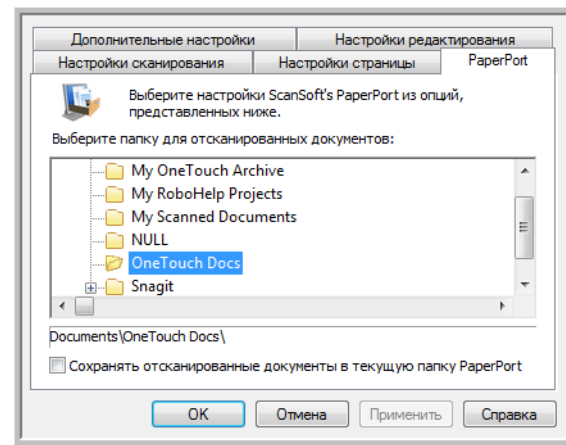 Дополнительные настройки
Настройки редактирования
Настройки сканирования
Настройки страницы
PaperPort
Выберите настройки ScanSoft's PaperPort из опций,
представленных ниже.
Выберите папку для отсканированных документов:
My OneTouch Archive
My RoboHelp Projects
My Scanned Documents
NULL
OneTouch Docs
Snagit
Documents\OneTouch Docs\
Сохранять отсканированные документы в текущую папку PaperPort
OK
Отмена
Применить
Справка